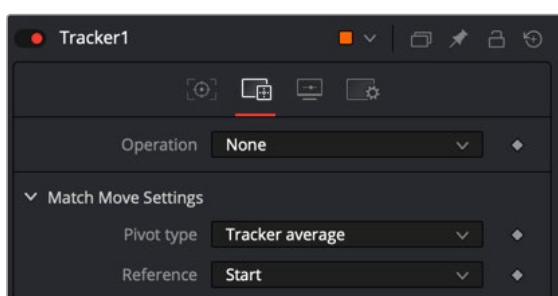 Tracker1
Operation None
Match Move Settings
Pivot type Tracker average
Reference Start